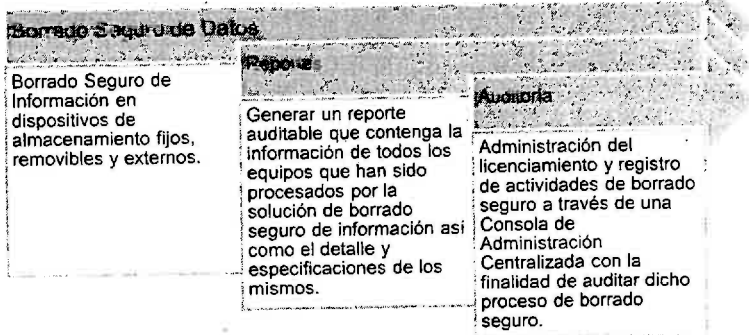 Borrado Seguro de Datos
Borrado Seguro de
Información en
dispositivos de
almacenamiento fijos,
removibles y externos.
Reportes
Generar un reporte
auditable que contenga la
información de todos los
equipos que han sido
procesados por la
solución de borrado
seguro de información así
como el detalle y
especificaciones de los
mismos.
Auditoría
Administración del
licenciamiento y registro
de actividades de borrado
seguro a través de una
Consola de
Administración
Centralizada con la
finalidad de auditar dicho
proceso de borrado
seguro.